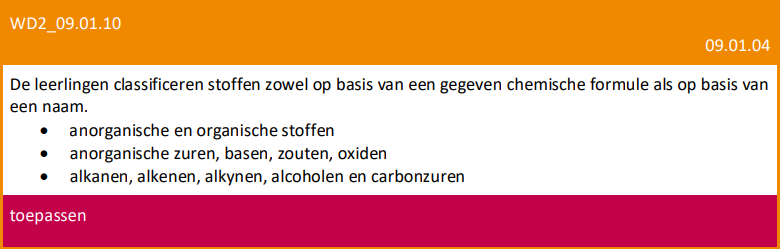 WD2_09.01.10
09.01.04
De leerlingen classificeren stoffen zowel op basis van een gegeven chemische formule als op basis van
een naam.
• anorganische en organische stoffen
• anorganische zuren, basen, zouten, oxiden
• alkanen, alkenen, alkynen, alcoholen en carbonzuren
toepassen